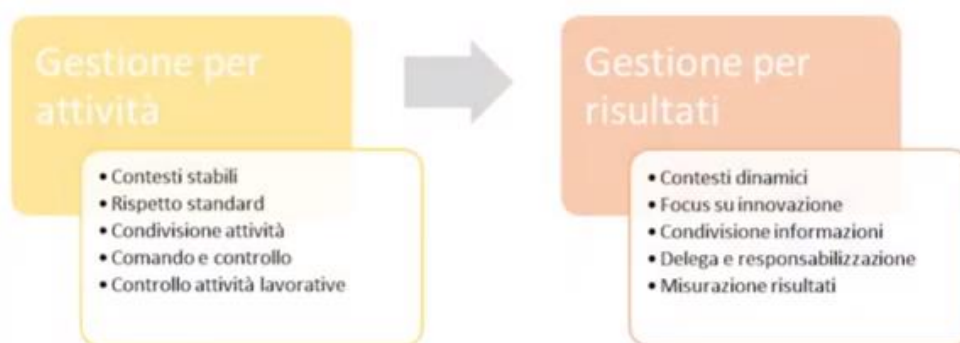 Gestione per
attività
• Contesti stabili
• Rispetto standard
• Condivisione attività
• Comando e controllo
• Controllo attività lavorative
Gestione per
risultati
• Contesti dinamici
• Focus su innovazione
• Condivisione informazioni
• Delega e responsabilizzazione
• Misurazione risultati